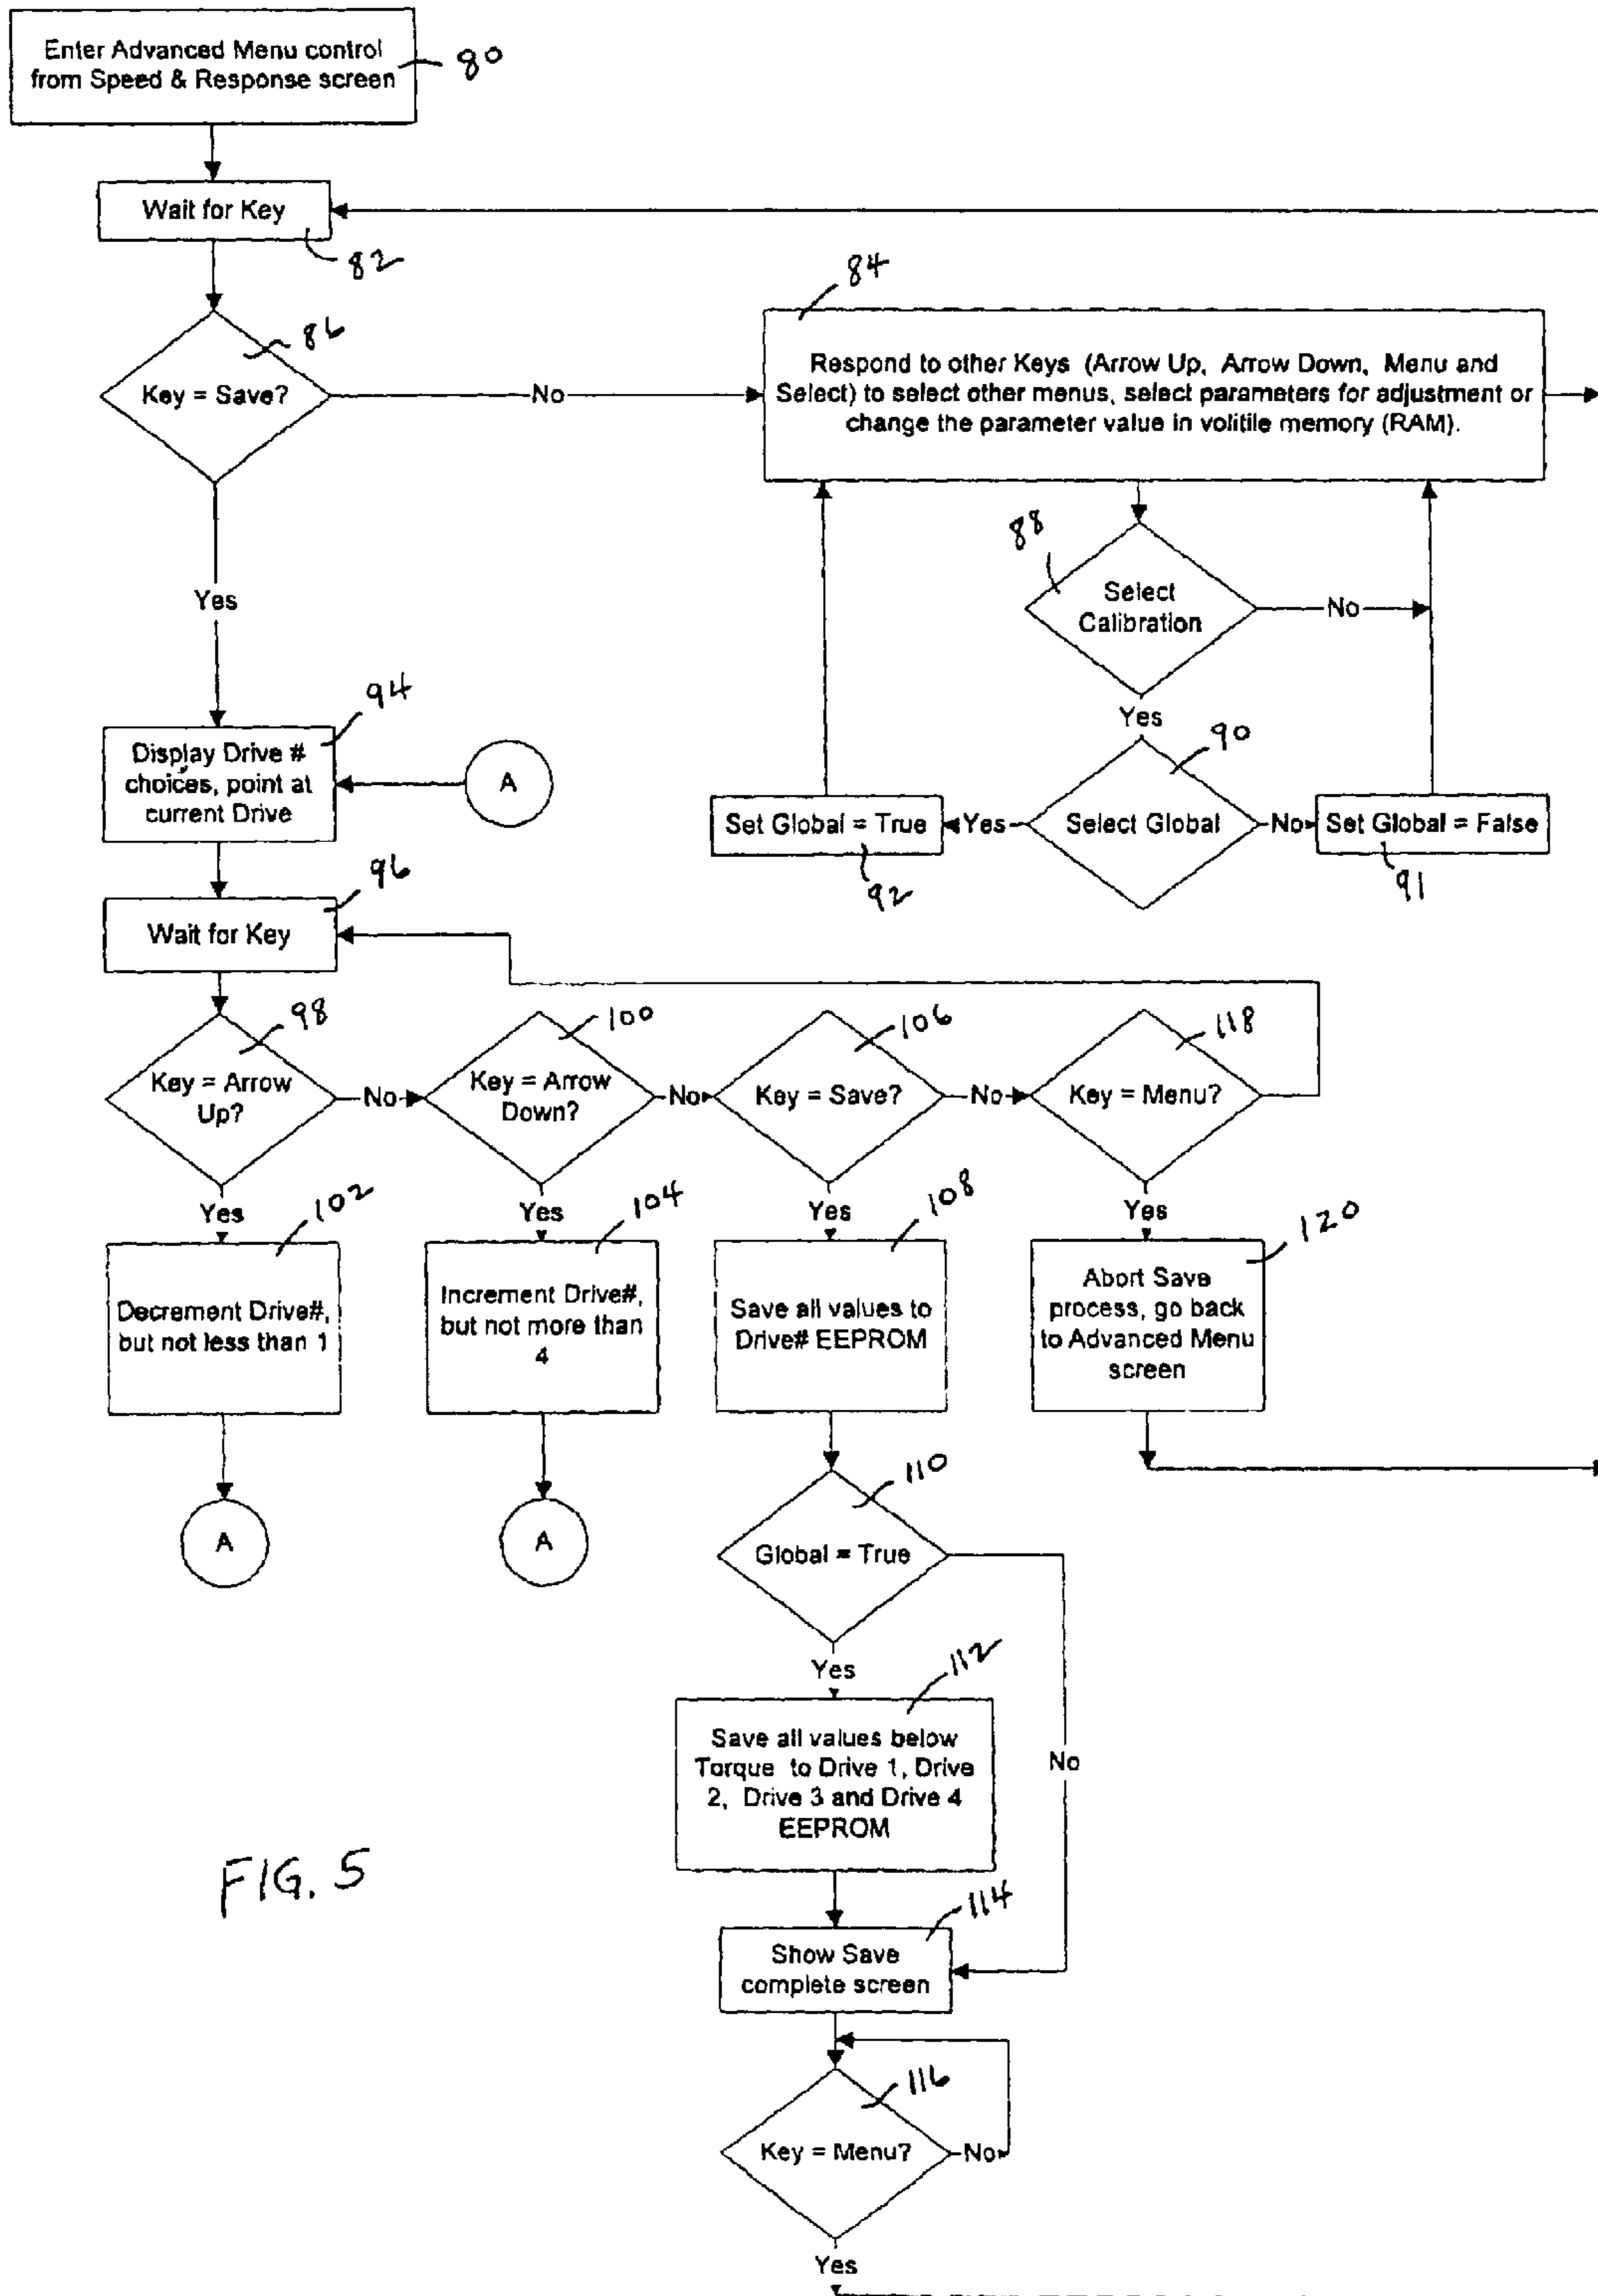 Enter Advanced Menu control
from Speed & Response screen
80
Wait for Key
82
86
Key = Save?
No
84
Respond to other Keys (Arrow Up, Arrow Down, Menu and
Select) to select other menus, select parameters for adjustment or
change the parameter value in volitile memory (RAM).
88
Select
Calibration
No
Yes
Yes
94
Display Drive #
choices, point at
current Drive
A
90
Set Global = True
Yes
Select Global
No
Set Global = False
92
91
96
Wait for Key
98
Key = Arrow
Up?
No
100
Key = Arrow
Down?
No
106
Key = Save?
No
118
Key = Menu?
Yes
102
Yes
104
Yes
108
Yes
120
Decrement Drive#,
but not less than 1
Increment Drive#,
but not more than
4
Save all values to
Drive# EEPROM
Abort Save
process, go back
to Advanced Menu
screen
A
A
110
Global = True
Yes
No
112
Save all values below
Torque to Drive 1, Drive
2, Drive 3 and Drive 4
EEPROM
FIG. 5
114
Show Save
complete screen
116
Key = Menu?
No
Yes